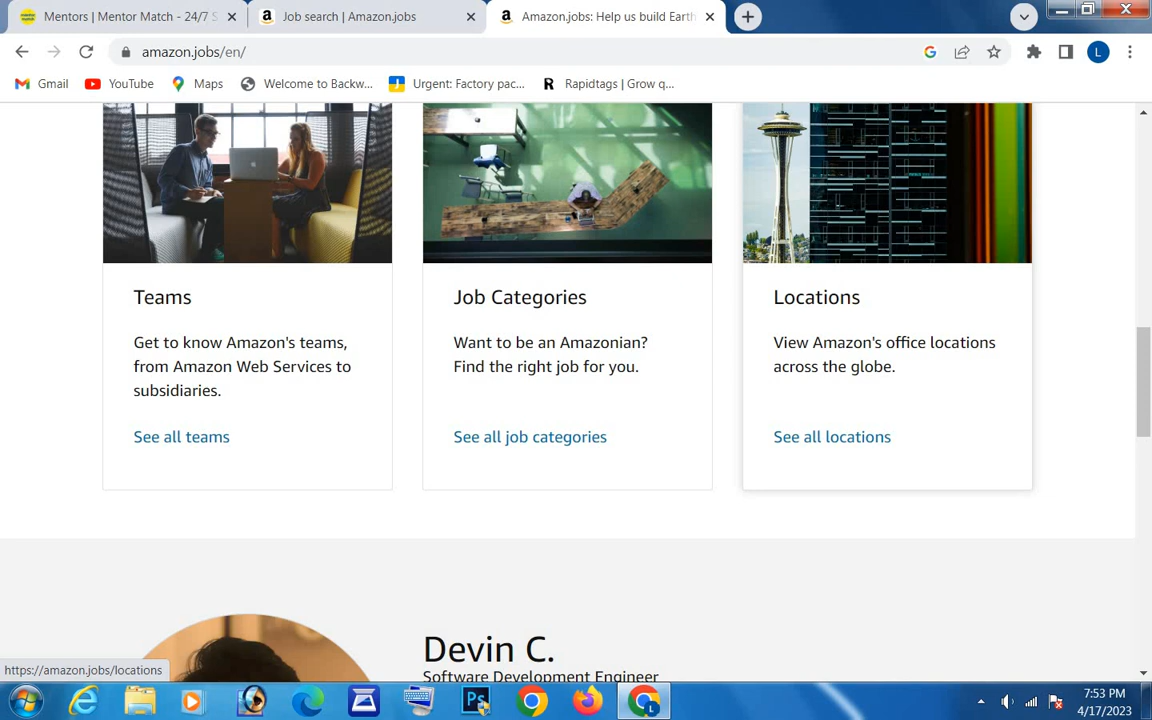 Mentors | Mentor Match - 24/7 S
Job search | Amazon.jobs
Amazon.jobs: Help us build Earth
amazon.jobs/en/
Gmail
YouTube
Maps
Welcome to Backw...
Urgent: Factory pac...
Rapidtags | Grow q...
L
Teams
Get to know Amazon's teams,
from Amazon Web Services to
subsidiaries.
See all teams
Job Categories
Want to be an Amazonian?
Find the right job for you.
See all job categories
Locations
View Amazon's office locations
across the globe.
See all locations
Devin C.
Software Development Engineer
https://amazon.jobs/locations
Ps
L
7:53 PM
4/17/2023